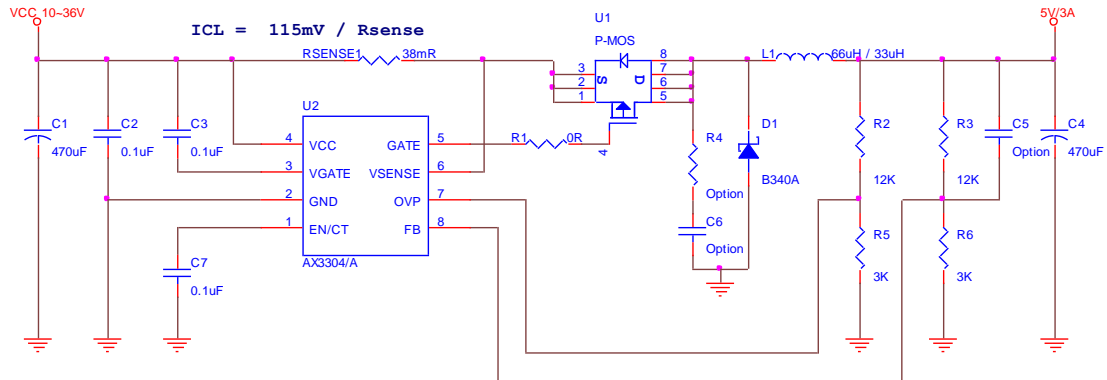 VCC 10~36V
ICL =  115mV / Rsense
U1
P-MOS
5V/3A
RSENSE1 38mR
3
2
1
S
D
8
7
6
5
4
L1 66uH / 33uH
U2
C1
470uF
C2
0.1uF
C3
0.1uF
4 VCC GATE 5
3 VGATE VSENSE 6
2 GND OVP 7
1 EN/CT FB 8
AX3304/A
R1 0R
R4
Option
D1
B340A
C6
Option
R2
12K
R3
12K
C5
Option
C4
470uF
R5
3K
R6
3K
C7
0.1uF